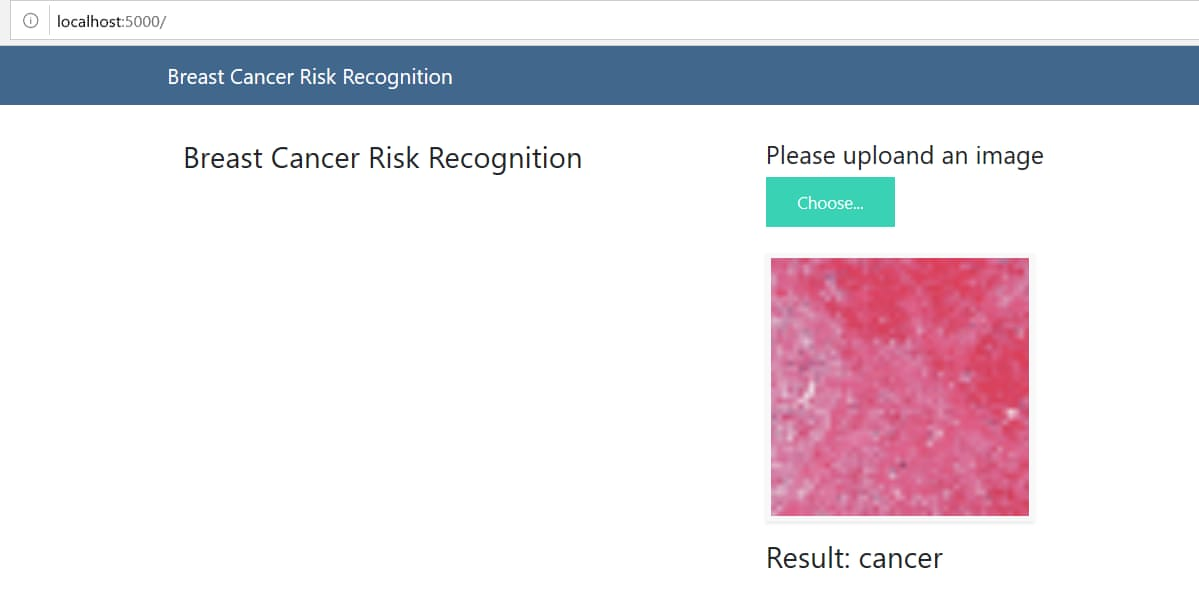 localhost:5000/
Breast Cancer Risk Recognition
Breast Cancer Risk Recognition
Please uploand an image
Choose...
Result: cancer